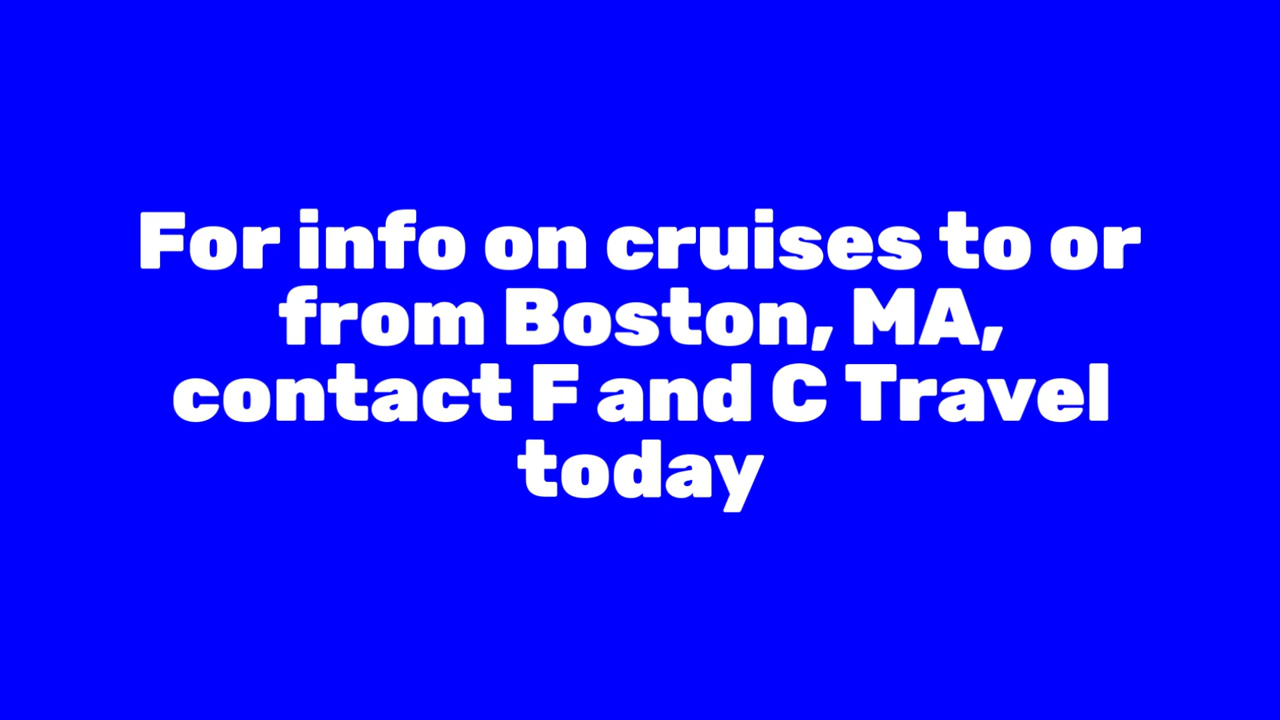 For info on cruises to or
from Boston, MA,
contact F and C Travel
today